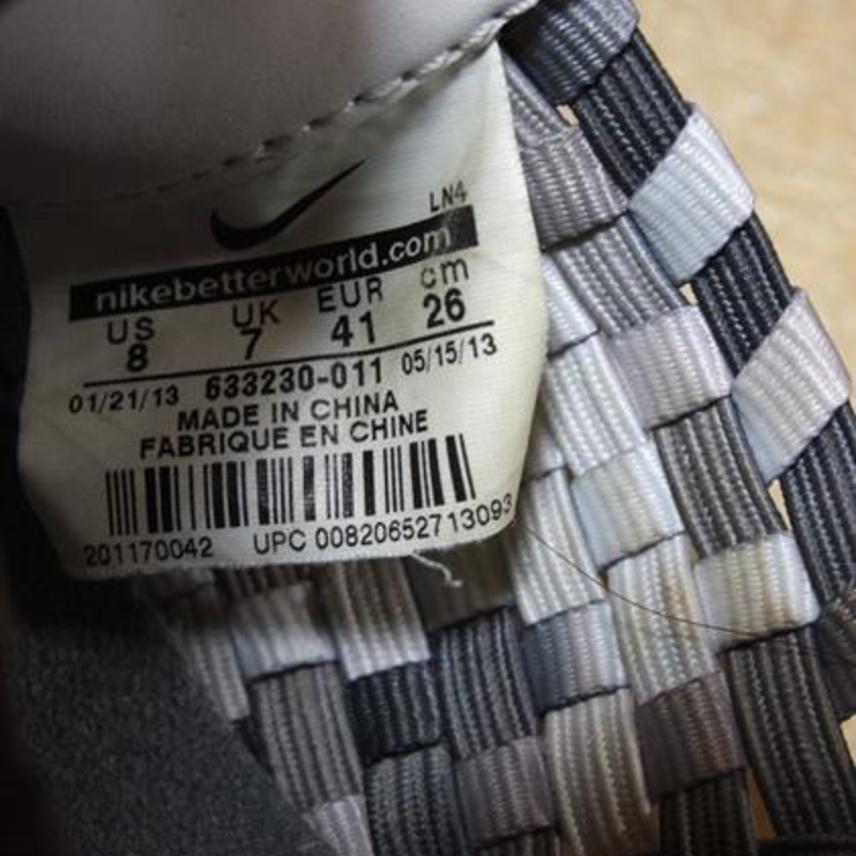 LN4
nikebetterworld.com
US UK EUR cm
8 7 41 26
01/21/13 633230-011 05/15/13
MADE IN CHINA
FABRIQUE EN CHINE
201170042 UPC 00820652713093